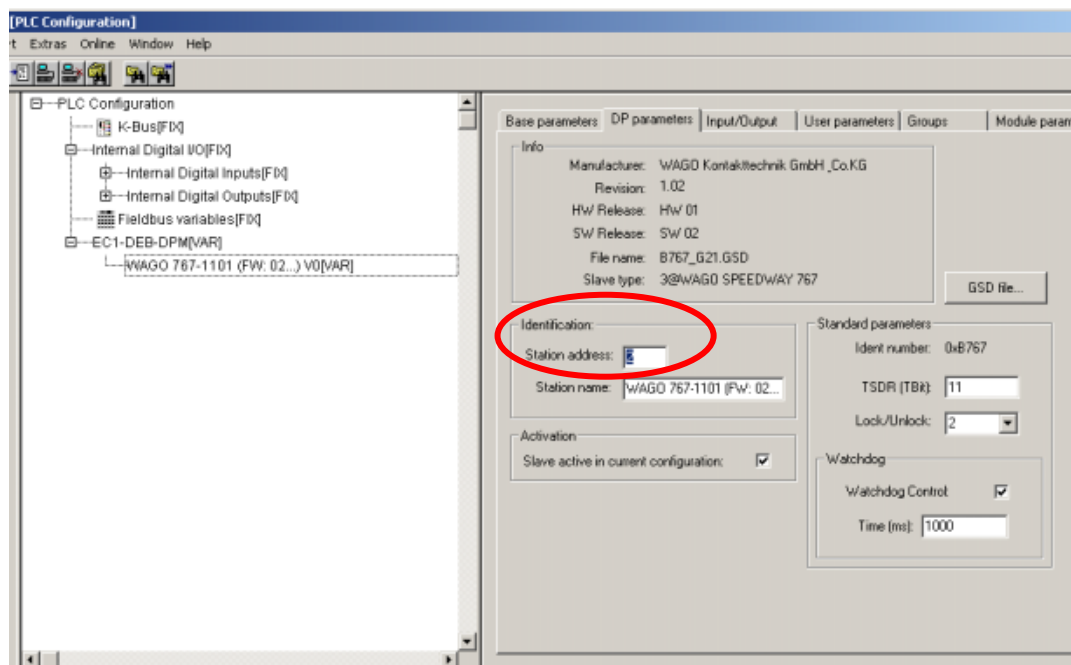 [PLC Configuration]
t Extras Online Window Help
PLC Configuration
K-Bus[FIX]
Internal Digital I/O[FIX]
Internal Digital Inputs[FIX]
Internal Digital Outputs[FIX]
Fieldbus variables[FIX]
EC1-DEB-DPM[VAR]
WAGO 767-1101 (FW: 02...) V0[VAR]
Base parameters DP parameters Input/Output User parameters Groups Module param
Info
Manufacturer: WAGO Kontakttechnik GmbH_Co.KG
Revision: 1.02
HW Release: HW 01
SW Release: SW 02
File name: B767_G21.GSD
Slave type: 3@WAGO SPEEDWAY 767
GSD file...
Identification:
Station address: 2
Station name: WAGO 767-1101 (FW: 02...
Activation
Slave active in current configuration:
Standard parameters
Ident number: 0xB767
TSDR (TBit): 11
Lock/Unlock: 2
Watchdog
Watchdog Control:
Time (ms): 1000